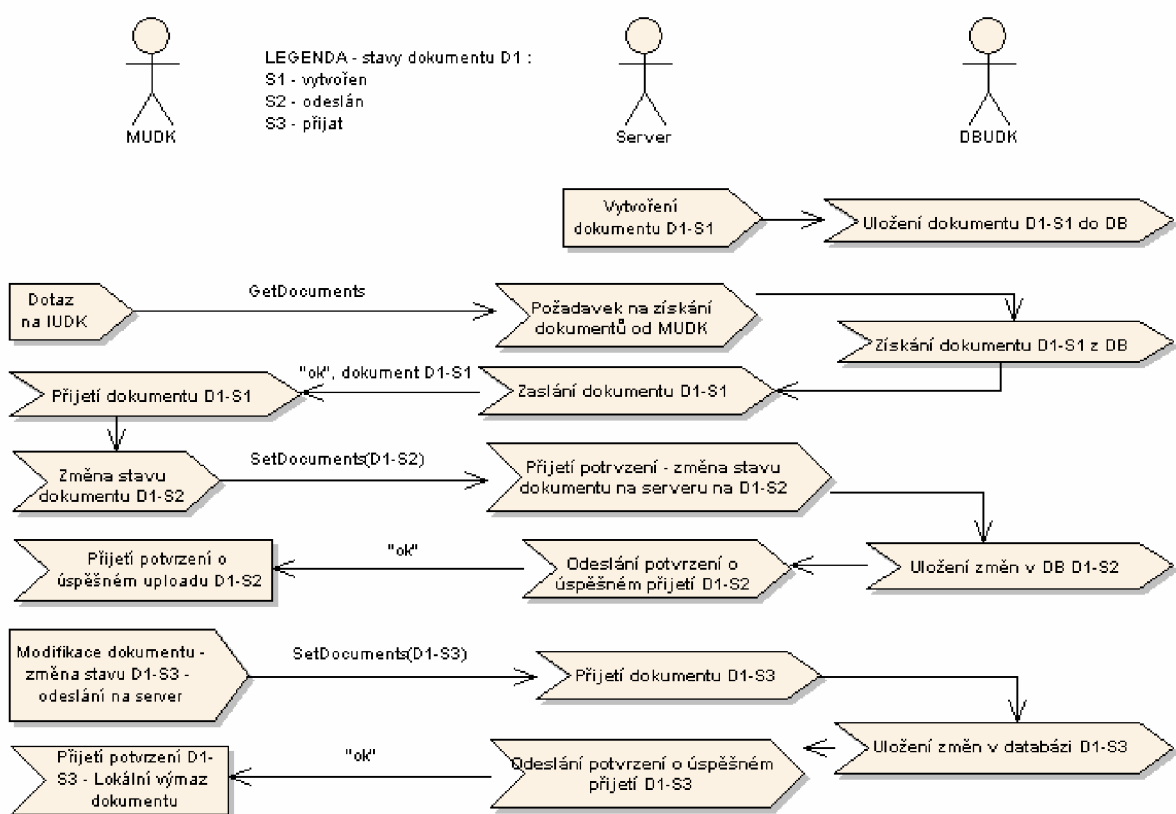 LEGENDA - stavy dokumentu D1 :
S1 - vytvořen
S2 - odeslán
S3 - přijat
MUDK
Server
DBUDK
Vytvoření
dokumentu D1-S1
Uložení dokumentu D1-S1 do DB
Dotaz
na IUDK
GetDocuments
Požadavek na získání
dokumentů od MUDK
Získání dokumentu D1-S1 z DB
Přijetí dokumentu D1-S1
"ok", dokument D1-S1
Zaslání dokumentu D1-S1
Změna stavu
dokumentu D1-S2
SetDocuments(D1-S2)
Přijetí potrvzení - změna stavu
dokumentu na serveru na D1-S2
Přijetí potvrzení o
úspěšném uploadu D1-S2
"ok"
Odeslání potvrzení o
úspěšném přijetí D1-S2
Uložení změn v DB D1-S2
Modifikace dokumentu -
změna stavu D1-S3 -
odeslání na server
SetDocuments(D1-S3)
Přijetí dokumentu D1-S3
Uložení změn v databázi D1-S3
Přijetí potvrzení D1-
S3 - Lokální výmaz
dokumentu
"ok"
Odeslání potvrzení o úspěšném
přijetí D1-S3